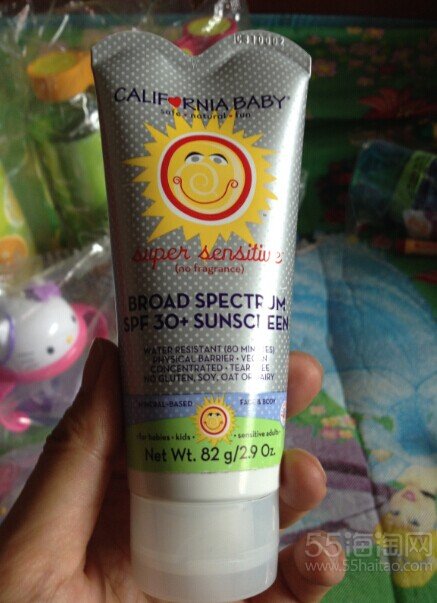 CALIFORNIA BABY®
safe • natural • fun
super sensitive
(no fragrance)
BROAD SPECTRUM
SPF 30+ SUNSCREEN
WATER RESISTANT (80 MINUTES)
PHYSICAL BARRIER • VEGAN
CONCENTRATED • TEAR FREE
NO GLUTEN, SOY, OAT OR DAIRY
MINERAL-BASED FACE & BODY
for babies • kids • sensitive adults
Net Wt. 82 g/2.9 Oz.
55海淘网
www.55haitao.com